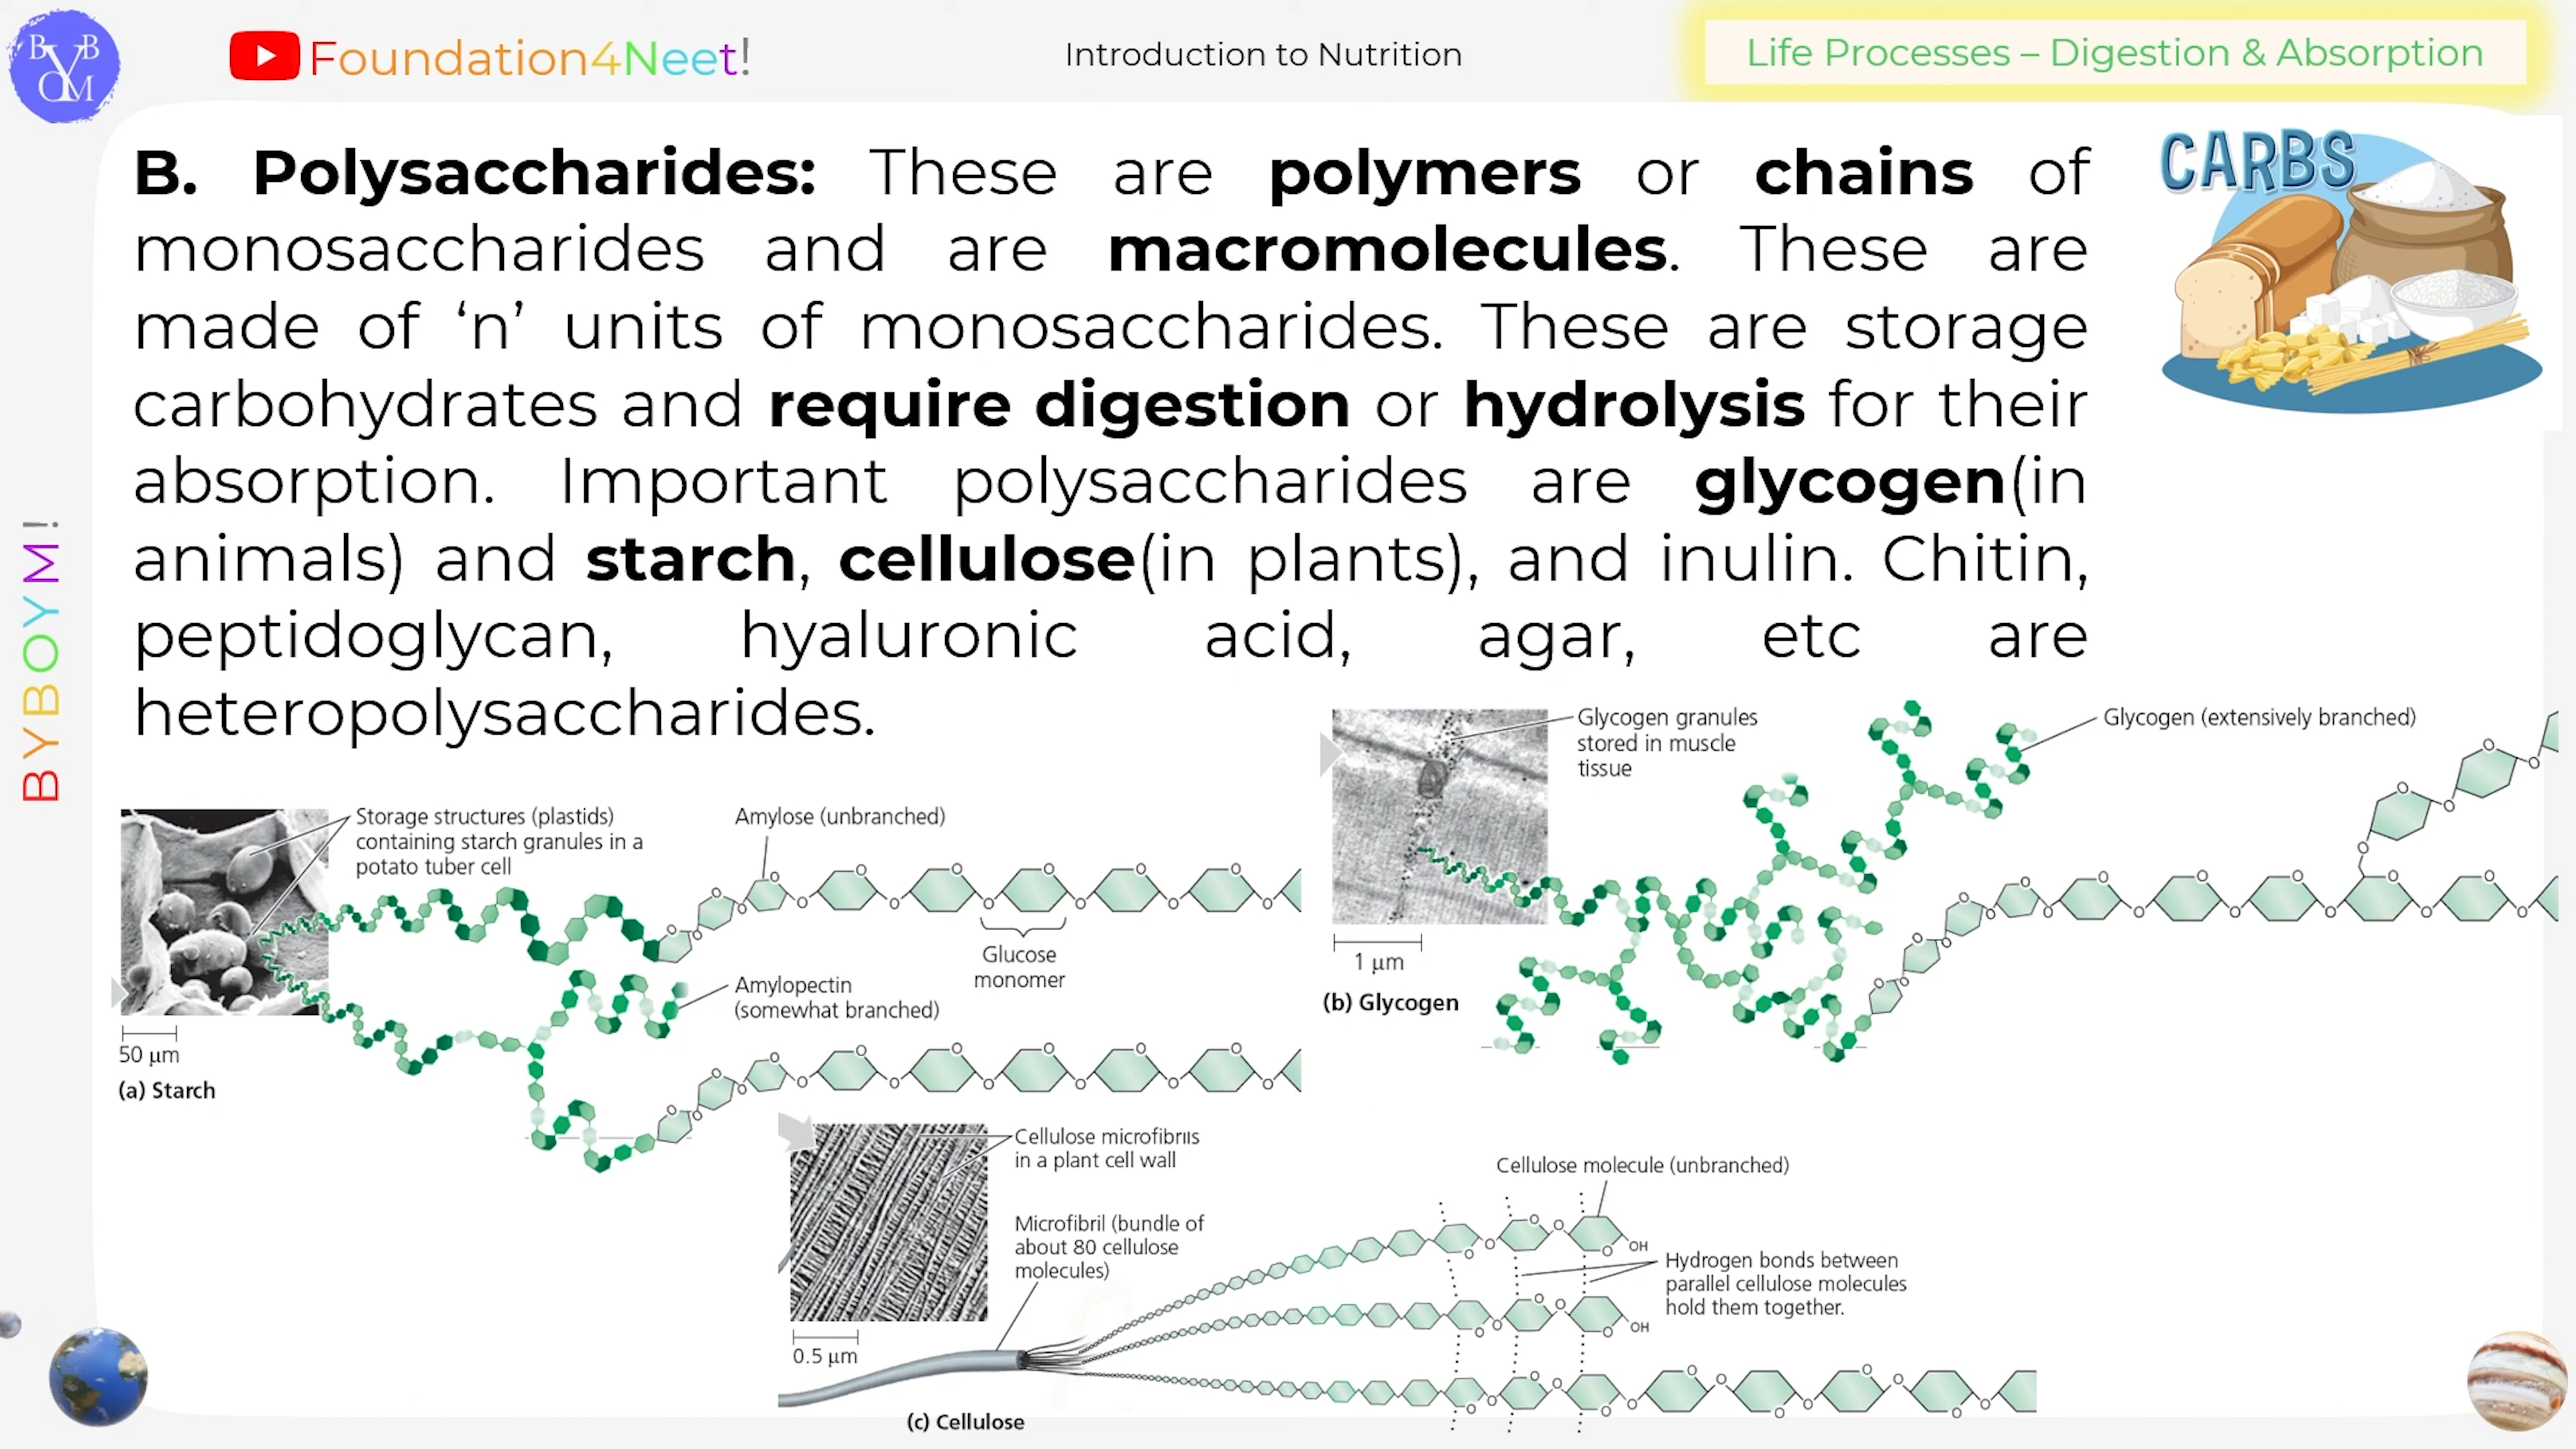 BYBOYM
Foundation4Neet!
Introduction to Nutrition
Life Processes – Digestion & Absorption
CARBS
B. Polysaccharides: These are polymers or chains of
monosaccharides and are macromolecules. These are
made of ‘n’ units of monosaccharides. These are storage
carbohydrates and require digestion or hydrolysis for their
absorption. Important polysaccharides are glycogen(in
animals) and starch, cellulose(in plants), and inulin. Chitin,
peptidoglycan, hyaluronic acid, agar, etc are
heteropolysaccharides.
BYBOYM!
Storage structures (plastids)
containing starch granules in a
potato tuber cell
Amylose (unbranched)
Glucose
monomer
Amylopectin
(somewhat branched)
50 μm
(a) Starch
Glycogen granules
stored in muscle
tissue
Glycogen (extensively branched)
1 μm
(b) Glycogen
Cellulose microfibrils
in a plant cell wall
Microfibril (bundle of
about 80 cellulose
molecules)
0.5 μm
Cellulose molecule (unbranched)
OH
Hydrogen bonds between
parallel cellulose molecules
hold them together.
OH
(c) Cellulose